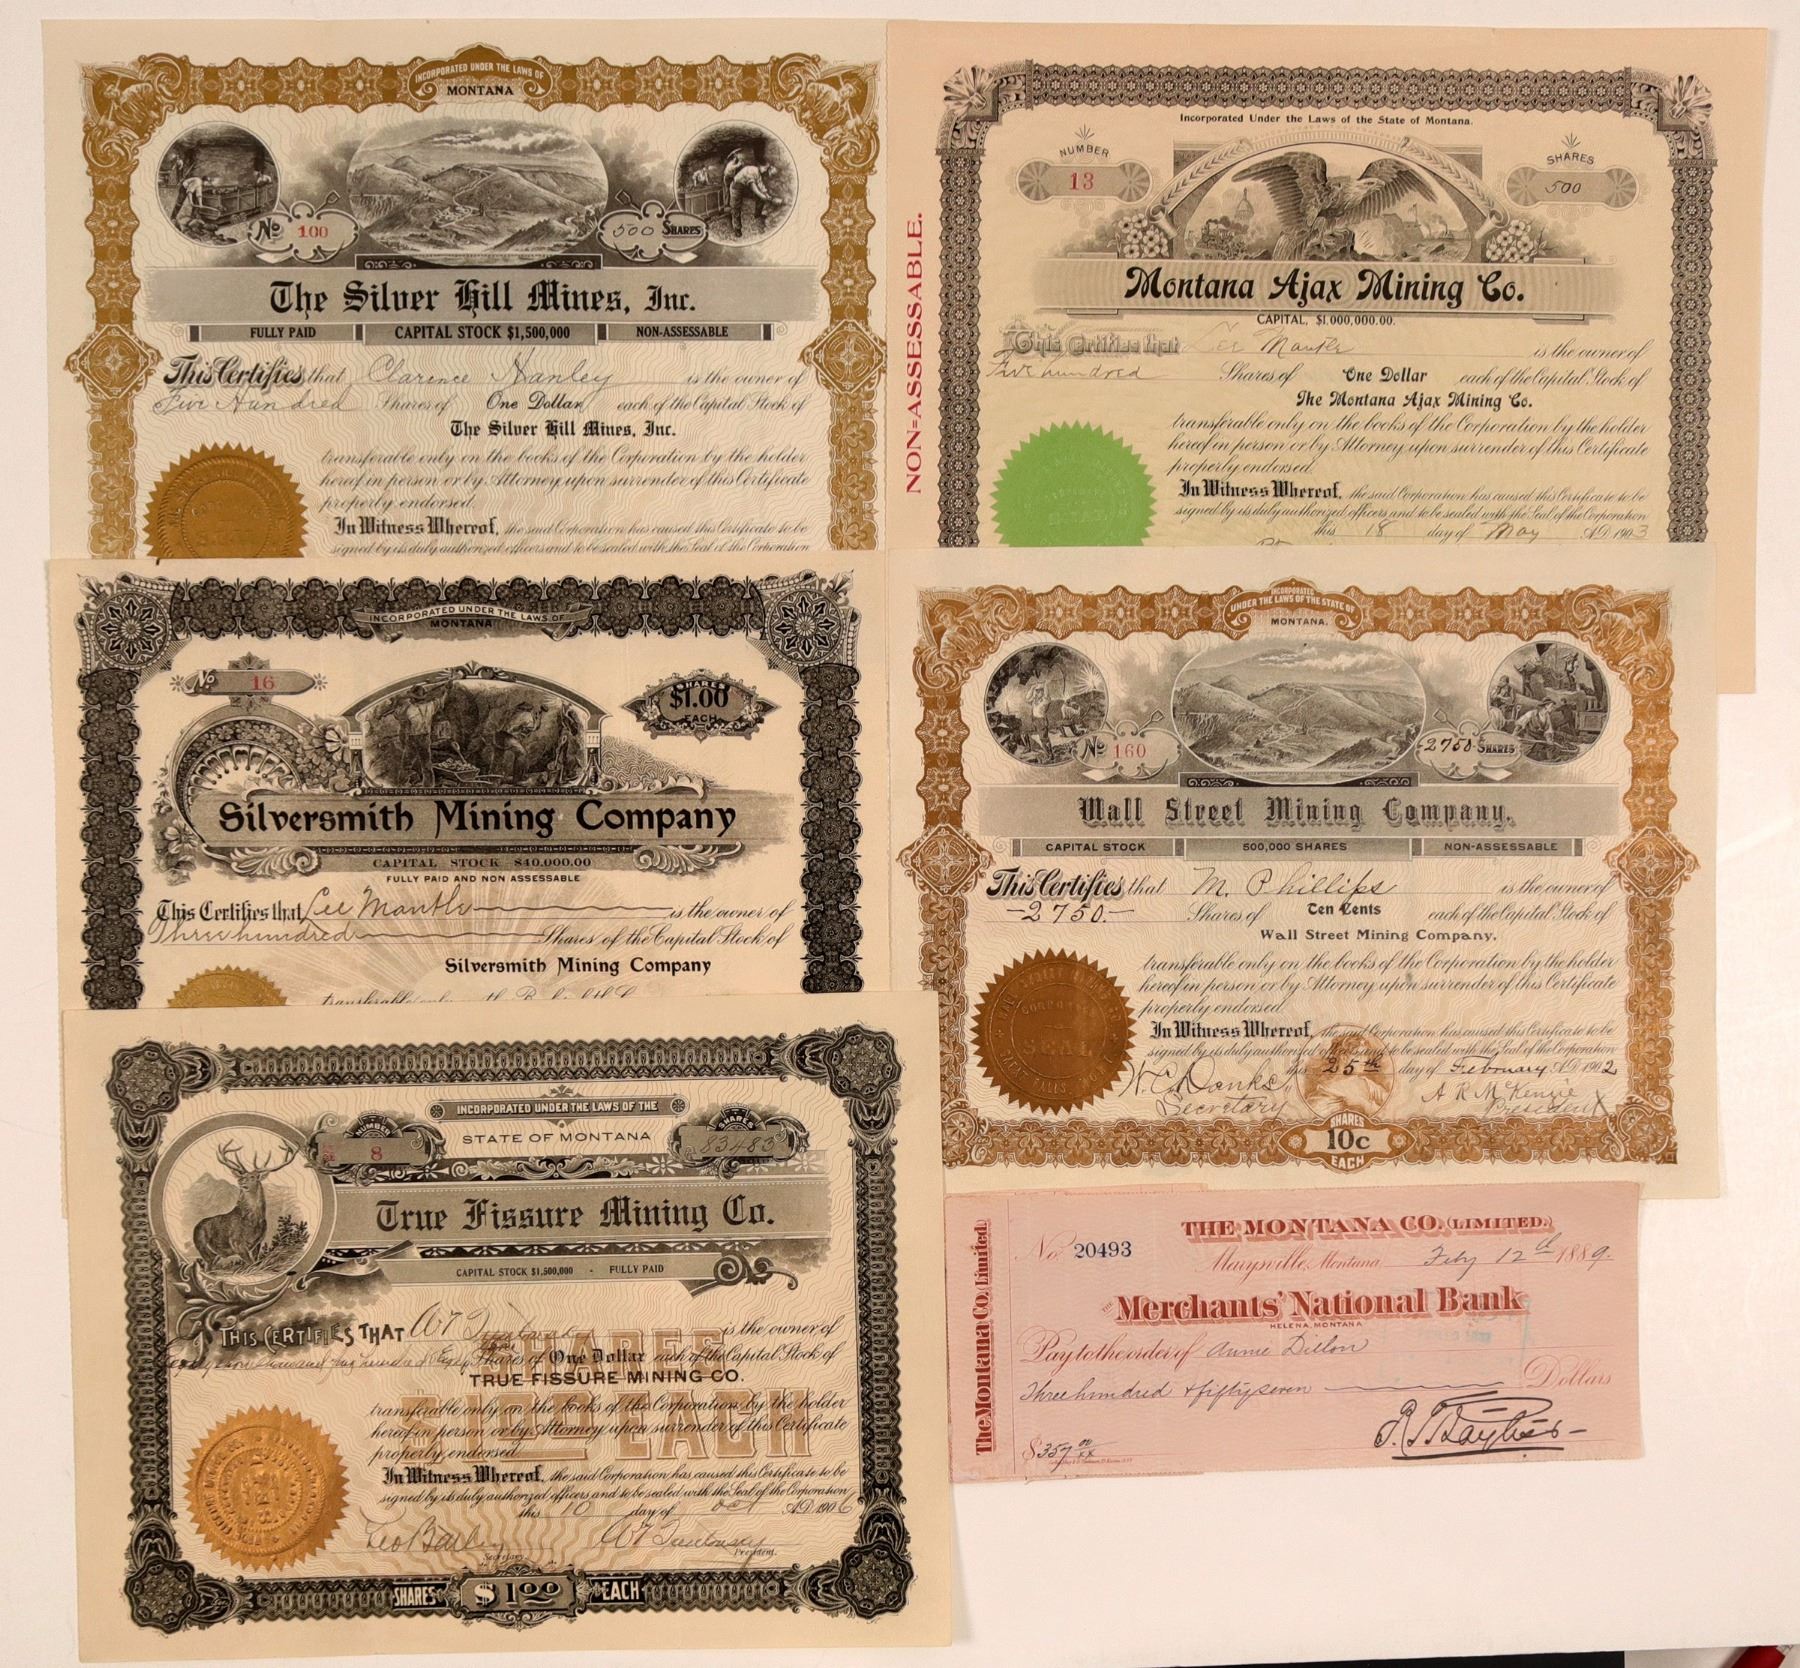 INCORPORATED UNDER THE LAWS OF
MONTANA
No 100
500 SHARES
The Silver Hill Mines, Inc.
FULLY PAID CAPITAL STOCK $1,500,000 NON-ASSESSABLE
This Certifies that Clarence Hanley is the owner of
Five Hundred Shares of One Dollar each of the Capital Stock of
The Silver Hill Mines, Inc.
transferable only on the books of the Corporation by the holder
hereof in person or by Attorney upon surrender of this Certificate
properly endorsed.
In Witness Whereof, the said Corporation has caused this Certificate to be
signed by its duly authorized officers and to be sealed with the Seal of the Corporation
NON-ASSESSABLE.
Incorporated Under the Laws of the State of Montana.
NUMBER
13
SHARES
500
Montana Ajax Mining Co.
CAPITAL, $1,000,000.00.
This Certifies that Lee Mantle is the owner of
Five hundred Shares of One Dollar each of the Capital Stock of
The Montana Ajax Mining Co.
transferable only on the books of the Corporation by the holder
hereof in person or by Attorney upon surrender of this Certificate
properly endorsed.
In Witness Whereof, the said Corporation has caused this Certificate to be
signed by its duly authorized officers and to be sealed with the Seal of the Corporation
this 18 day of May A.D. 1903
INCORPORATED UNDER THE LAWS OF
MONTANA
No. 16
SHARES
$1.00
EACH
Silversmith Mining Company
CAPITAL STOCK $40,000.00
FULLY PAID AND NON ASSESSABLE
This Certifies that Lee Mantle is the owner of
Three hundred Shares of the Capital Stock of
Silversmith Mining Company
INCORPORATED
UNDER THE LAWS OF THE STATE OF
MONTANA.
No 160
-2750- SHARES
Wall Street Mining Company.
CAPITAL STOCK 500,000 SHARES NON-ASSESSABLE
This Certifies that M. Phillips is the owner of
-2750.- Shares of Ten Cents each of the Capital Stock of
Wall Street Mining Company.
transferable only on the books of the Corporation by the holder
hereof in person or by Attorney upon surrender of this Certificate
properly endorsed.
In Witness Whereof, the said Corporation has caused this Certificate to be
signed by its duly authorized officers and to be sealed with the Seal of the Corporation
this 25th day of February A.D. 1902
W.C. Danks Secretary
A R McKenzie President
SEAL
SHARES
10c
EACH
INCORPORATED UNDER THE LAWS OF THE
STATE OF MONTANA
NUMBER
8
SHARES
83483
True Fissure Mining Co.
CAPITAL STOCK $1,500,000 - FULLY PAID
THIS CERTIFIES THAT is the owner of
Shares of One Dollar each of the Capital Stock of
TRUE FISSURE MINING CO.
SHARES
$1.00 EACH
transferable only on the books of the Corporation by the holder
hereof in person or by Attorney upon surrender of this Certificate
properly endorsed.
In Witness Whereof, the said Corporation has caused this Certificate to be
signed by its duly authorized officers and to be sealed with the Seal of the Corporation
this 10 day of Oct A.D. 1906
Secretary.
President.
SHARES $1.00 EACH
The Montana Co. (Limited)
THE MONTANA CO. (LIMITED.)
No. 20493
Marysville, Montana, Feby 12th 1889.
THE Merchants' National Bank
HELENA, MONTANA
Pay to the order of Annie Dillon
Three hundred & fifty seven Dollars
$357.00/XX